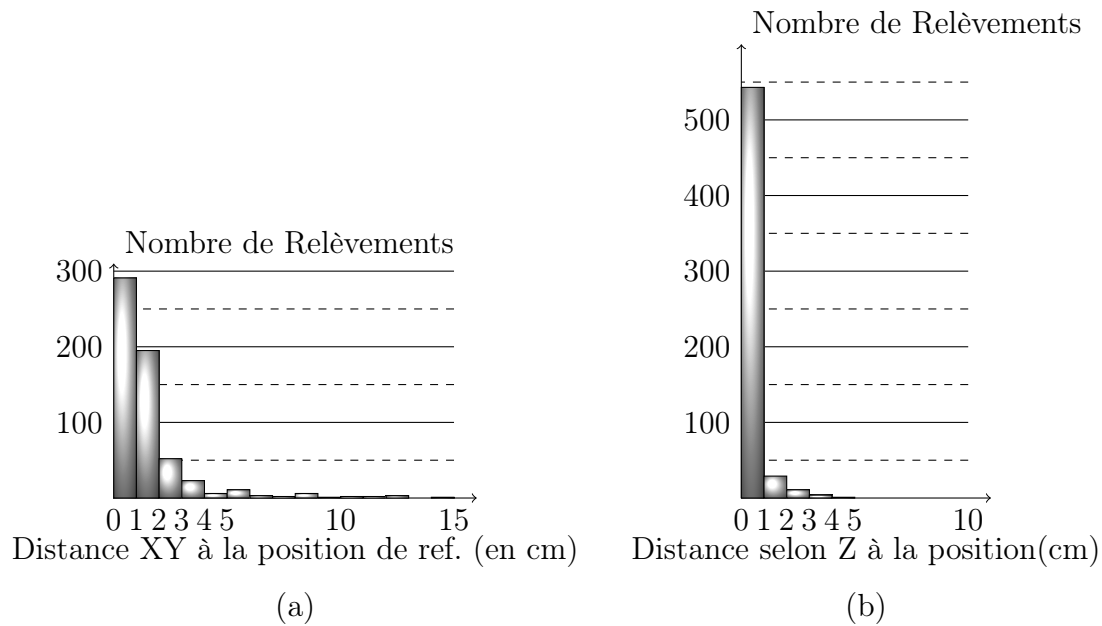 Nombre de Relèvements
300
200
100
0 1 2 3 4 5 10 15
Distance XY à la position de ref. (en cm)
(a)
Nombre de Relèvements
500
400
300
200
100
0 1 2 3 4 5 10
Distance selon Z à la position(cm)
(b)